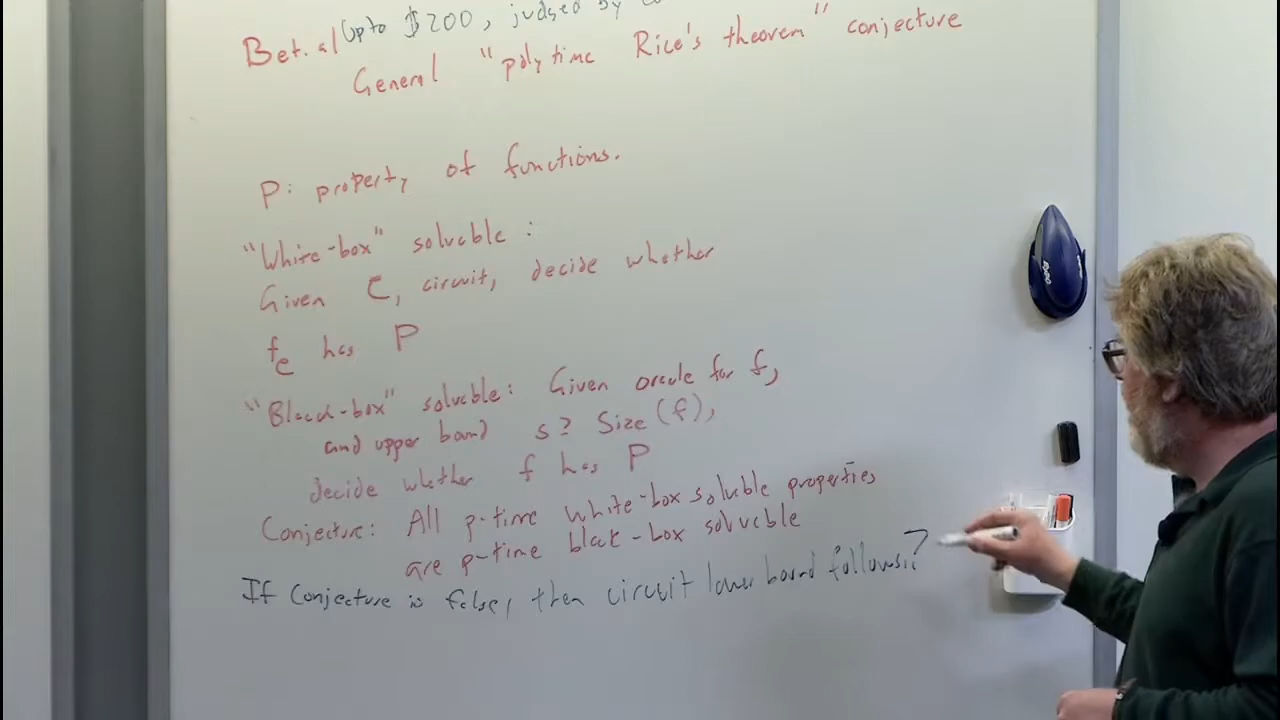 Up to $200, judged by
Bet. al
General "poly time Rice's theorem" conjecture
P: property of functions.
"White-box" solvable :
Given C, circuit, decide whether
f_C has P
"Black-box" solvable: Given oracle for f,
and upper bound s ≥ Size (f),
decide whether f has P
Conjecture: All p-time white-box soluble properties
are p-time black-box solvable
If Conjecture is false, then circuit lower bound follows?
EXPO